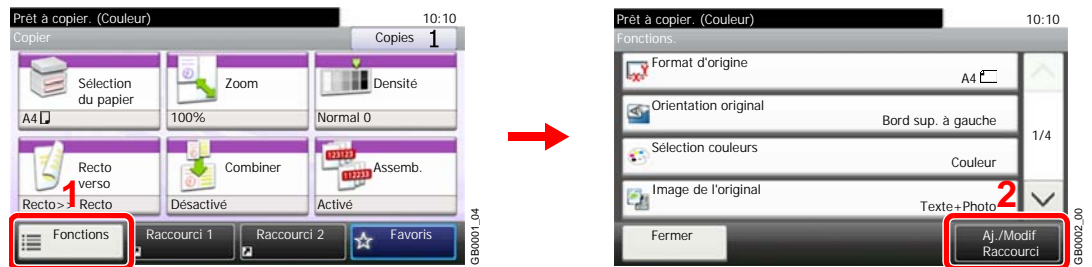 Prêt à copier. (Couleur) 10:10
Copier Copies 1
Sélection
du papier
A4
Zoom
100%
Densité
Normal 0
Recto
verso
Recto>> Recto
Combiner
Désactivé
123123
112233
Assemb.
Activé
1
Fonctions Raccourci 1 Raccourci 2 Favoris
GB0001_04
Prêt à copier. (Couleur) 10:10
Fonctions.
Format d'origine
A4
Orientation original
Bord sup. à gauche
1/4
Sélection couleurs
Couleur
Image de l'original
Texte+Photo
2
Fermer
Aj./Modif
Raccourci
GB0002_00